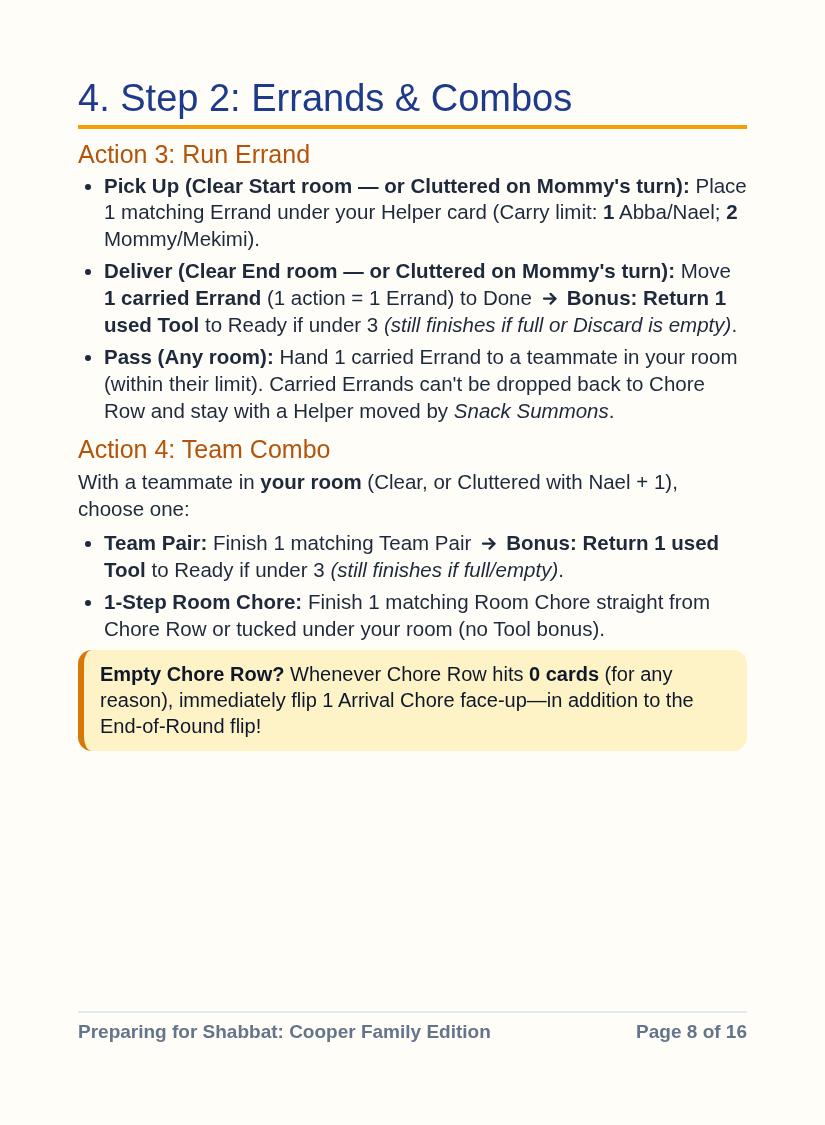 4. Step 2: Errands & Combos
Action 3: Run Errand
• Pick Up (Clear Start room — or Cluttered on Mommy's turn): Place
1 matching Errand under your Helper card (Carry limit: 1 Abba/Nael; 2
Mommy/Mekimi).
• Deliver (Clear End room — or Cluttered on Mommy's turn): Move
1 carried Errand (1 action = 1 Errand) to Done → Bonus: Return 1
used Tool to Ready if under 3 (still finishes if full or Discard is empty).
• Pass (Any room): Hand 1 carried Errand to a teammate in your room
(within their limit). Carried Errands can't be dropped back to Chore
Row and stay with a Helper moved by Snack Summons.
Action 4: Team Combo
With a teammate in your room (Clear, or Cluttered with Nael + 1),
choose one:
• Team Pair: Finish 1 matching Team Pair → Bonus: Return 1 used
Tool to Ready if under 3 (still finishes if full/empty).
• 1-Step Room Chore: Finish 1 matching Room Chore straight from
Chore Row or tucked under your room (no Tool bonus).
Empty Chore Row? Whenever Chore Row hits 0 cards (for any
reason), immediately flip 1 Arrival Chore face-up—in addition to the
End-of-Round flip!
Preparing for Shabbat: Cooper Family Edition
Page 8 of 16